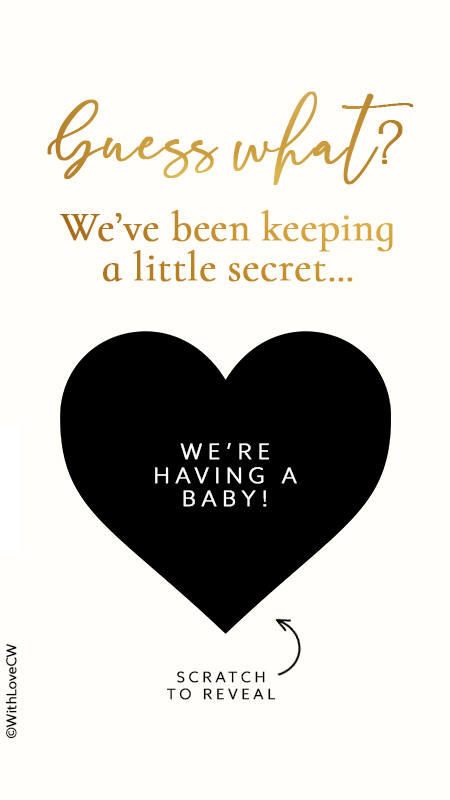 Guess what?
We've been keeping
a little secret...
WE'RE
HAVING A
BABY!
SCRATCH
TO REVEAL
©WithLoveCW